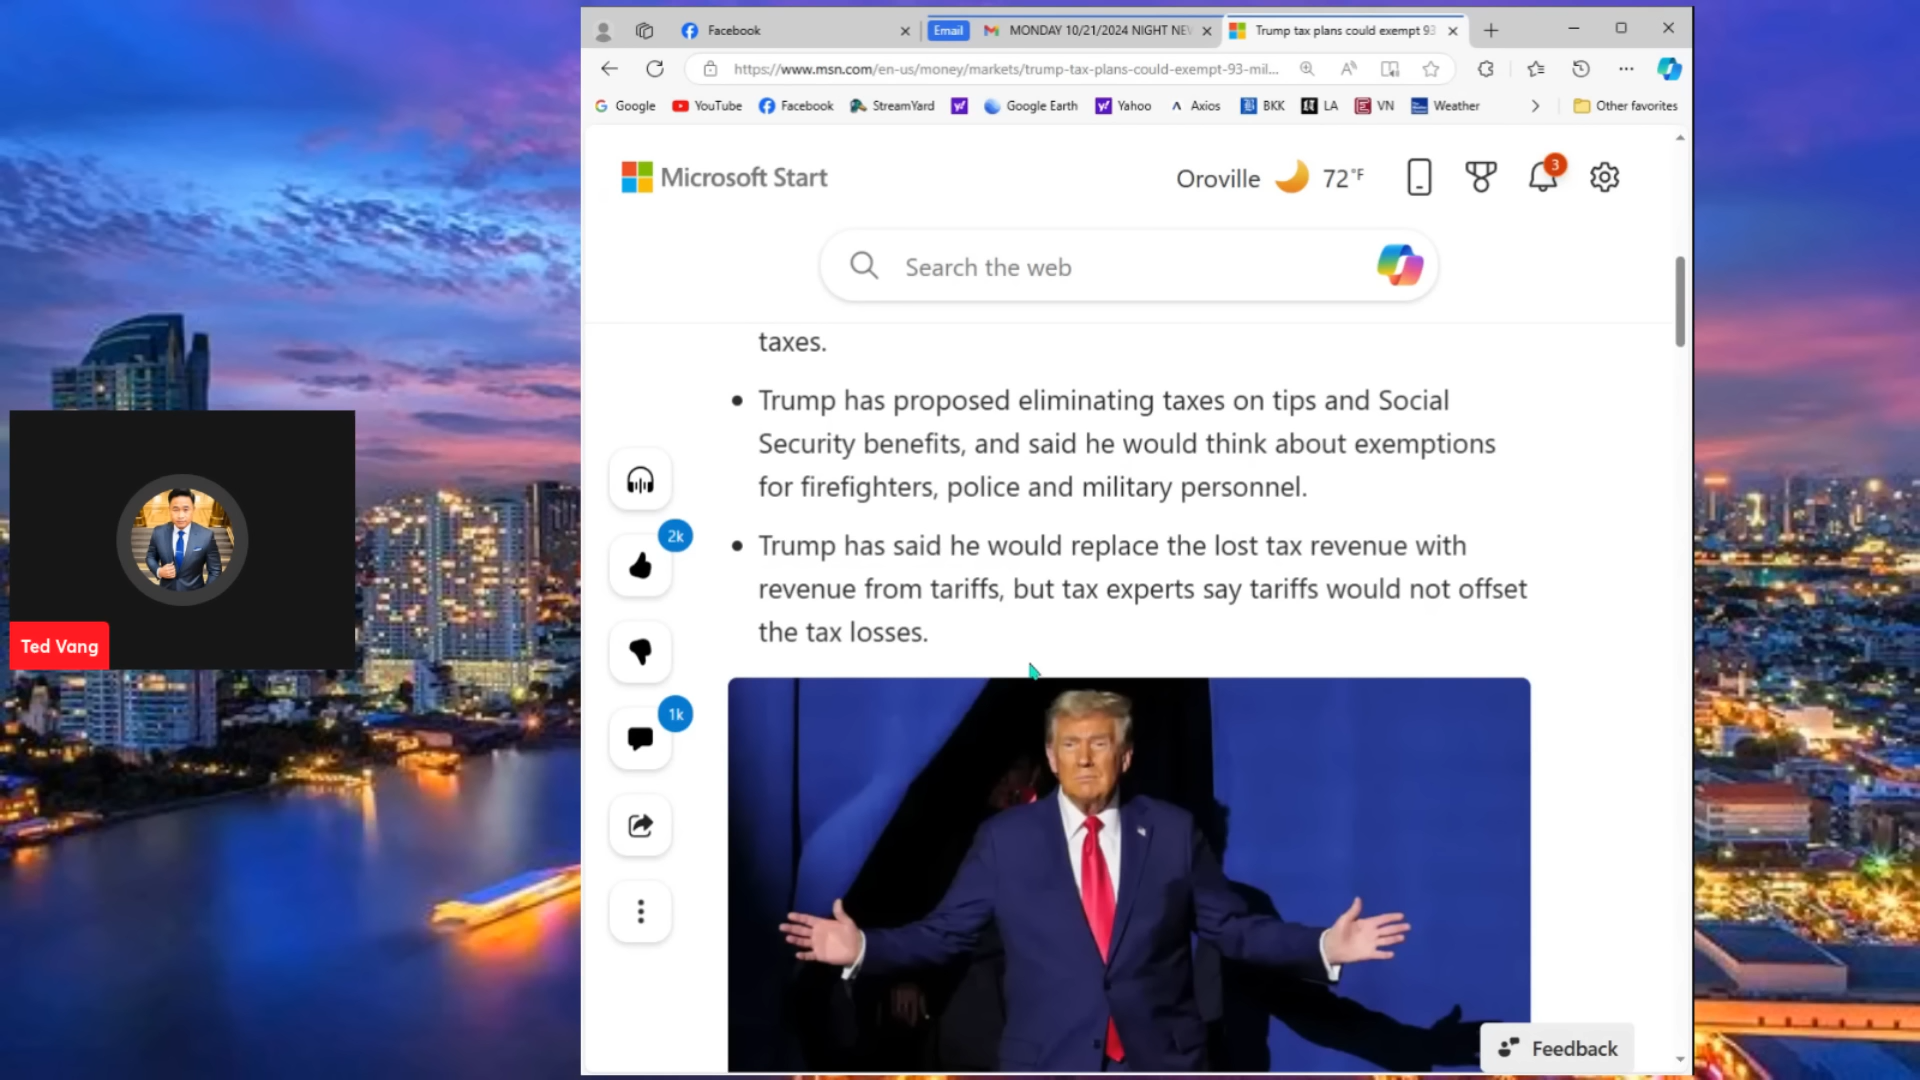 Facebook
Email
MONDAY 10/21/2024 NIGHT NEV
Trump tax plans could exempt 93
https://www.msn.com/en-us/money/markets/trump-tax-plans-could-exempt-93-mil...
Google
YouTube
Facebook
StreamYard
Google Earth
Yahoo
Axios
BKK
LA
VN
Weather
Other favorites
Microsoft Start
Oroville
72°F
3
Search the web
taxes.
• Trump has proposed eliminating taxes on tips and Social
Security benefits, and said he would think about exemptions
for firefighters, police and military personnel.
• Trump has said he would replace the lost tax revenue with
revenue from tariffs, but tax experts say tariffs would not offset
the tax losses.
2k
1k
Ted Vang
Feedback